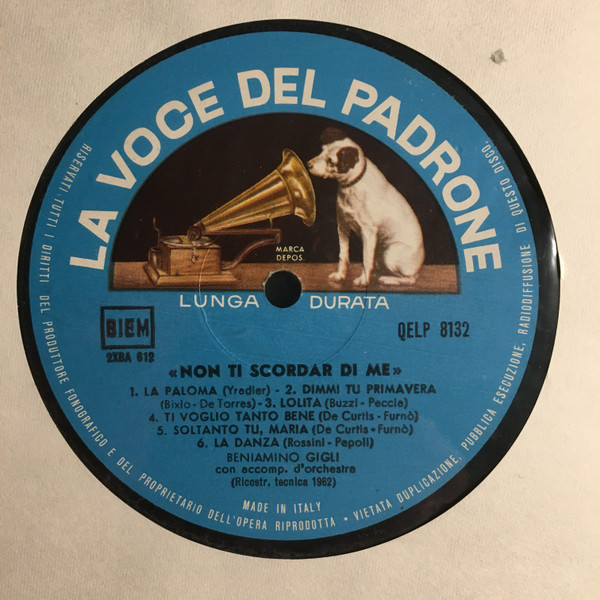 LA VOCE DEL PADRONE
MARCA
DEPOS.
LUNGA DURATA
BIEM
2XBA 612
QELP 8132
«NON TI SCORDAR DI ME»
1. LA PALOMA (Yradier) - 2. DIMMI TU PRIMAVERA
(Bixio - De Torres) - 3. LOLITA (Buzzi - Peccia)
4. TI VOGLIO TANTO BENE (De Curtis - Furnò)
5. SOLTANTO TU, MARIA (De Curtis - Furnò)
6. LA DANZA (Rossini - Pepoli)
BENIAMINO GIGLI
con accomp. d'orchestra
(Ricostr. tecnica 1962)
MADE IN ITALY
RISERVATI TUTTI I DIRITTI DEL PRODUTTORE FONOGRAFICO E DEL PROPRIETARIO DELL'OPERA RIPRODOTTA • VIETATA DUPLICAZIONE, PUBBLICA ESECUZIONE, RADIODIFFUSIONE DI QUESTO DISCO.